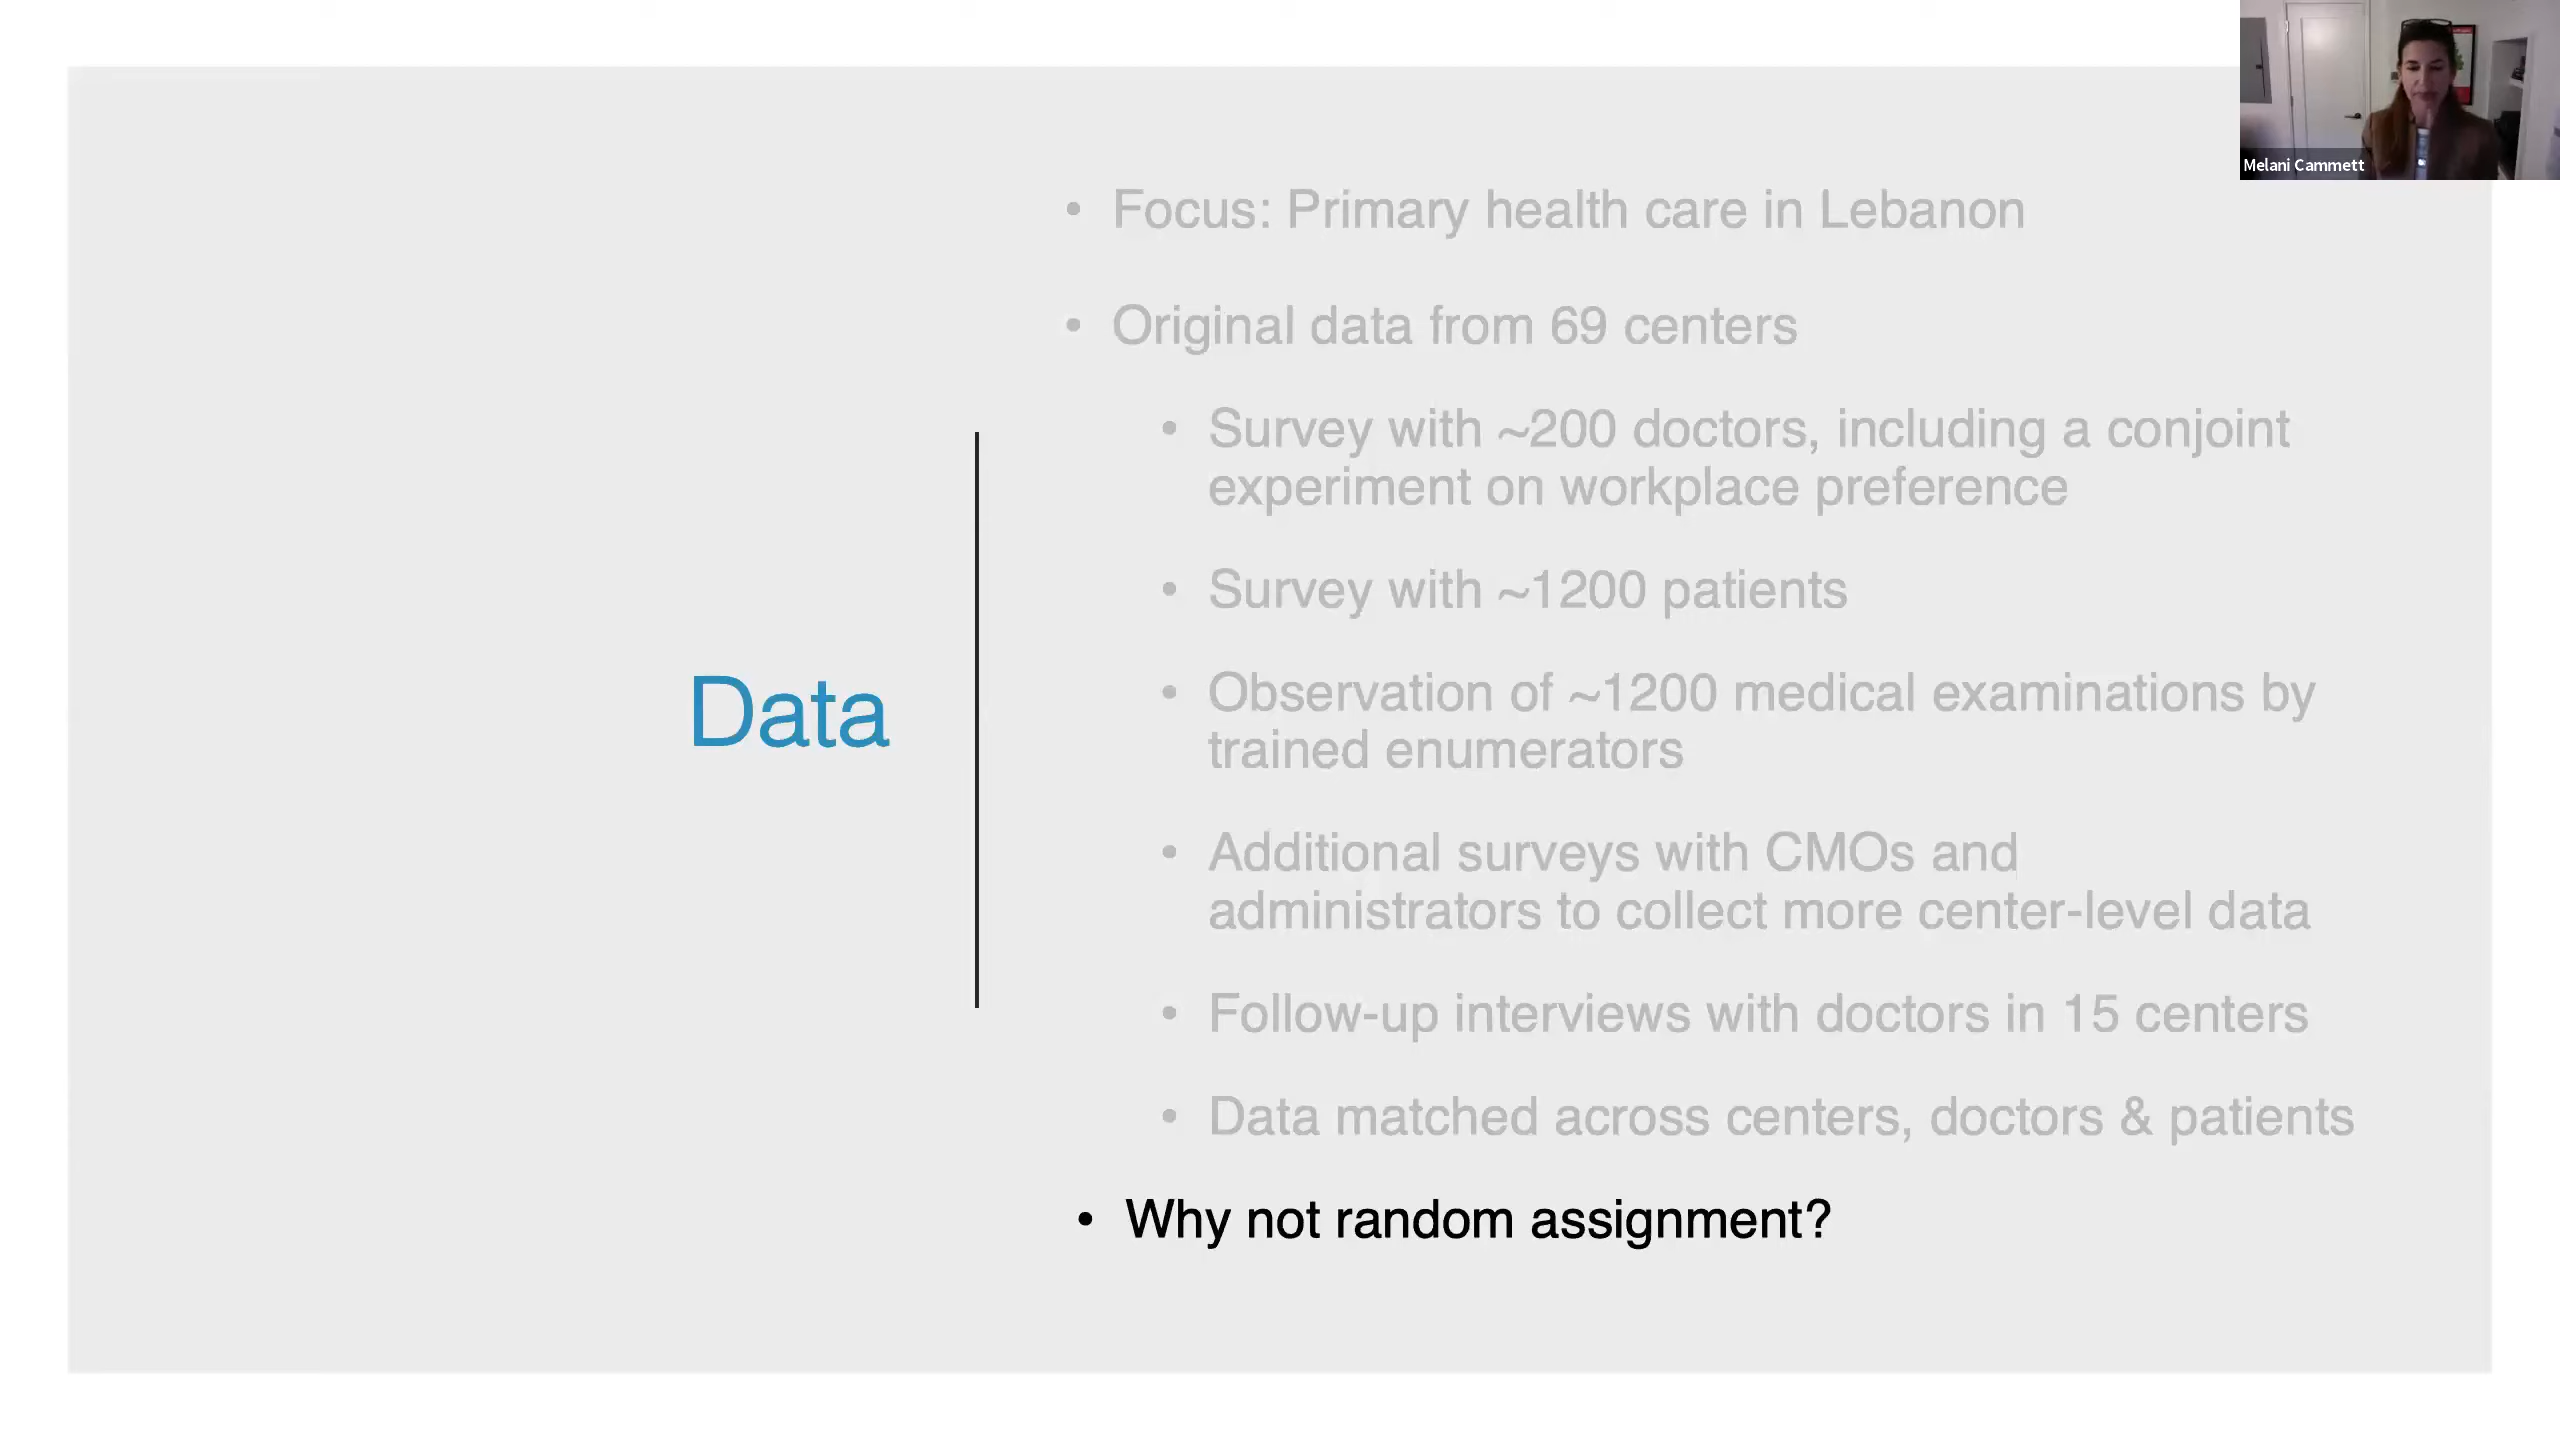 Melani Cammett
Data
• Focus: Primary health care in Lebanon
• Original data from 69 centers
• Survey with ~200 doctors, including a conjoint
experiment on workplace preference
• Survey with ~1200 patients
• Observation of ~1200 medical examinations by
trained enumerators
• Additional surveys with CMOs and
administrators to collect more center-level data
• Follow-up interviews with doctors in 15 centers
• Data matched across centers, doctors & patients
• Why not random assignment?